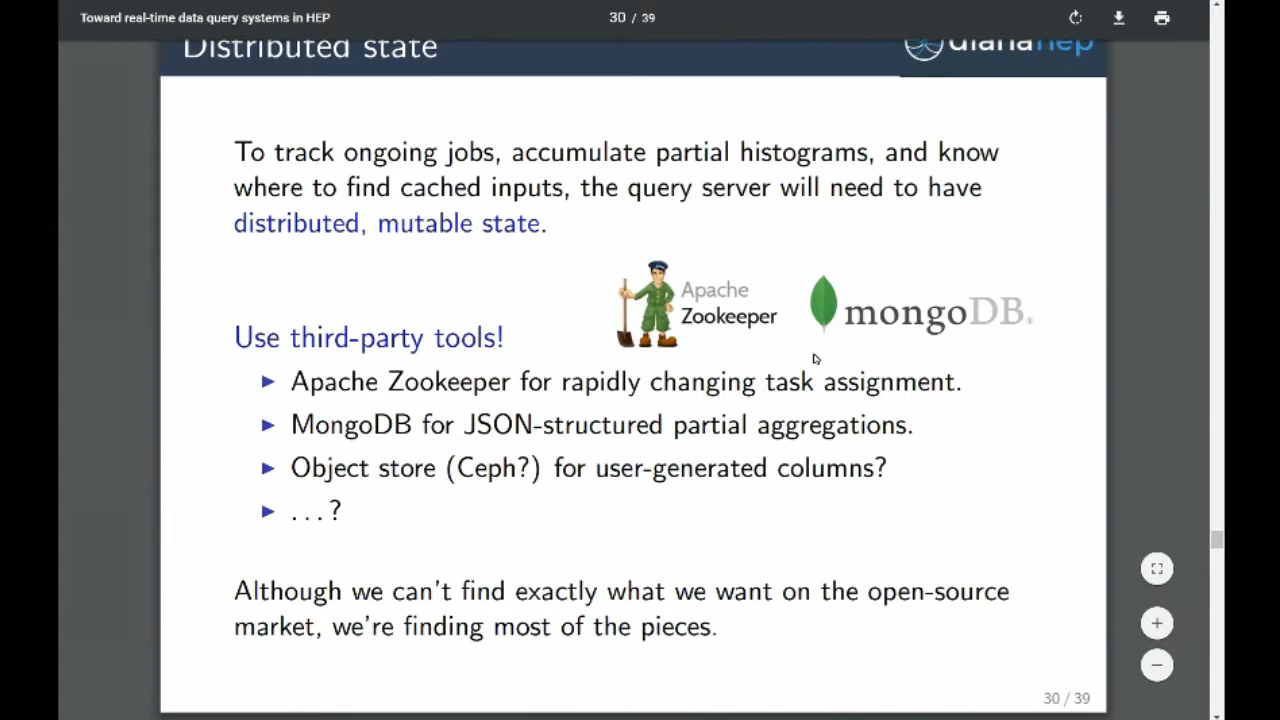 Toward real-time data query systems in HEP
30 / 39
Distributed state
dianahep
To track ongoing jobs, accumulate partial histograms, and know
where to find cached inputs, the query server will need to have
distributed, mutable state.
Apache
Zookeeper
mongoDB®
Use third-party tools!
▶ Apache Zookeeper for rapidly changing task assignment.
▶ MongoDB for JSON-structured partial aggregations.
▶ Object store (Ceph?) for user-generated columns?
▶ ...?
Although we can't find exactly what we want on the open-source
market, we're finding most of the pieces.
30 / 39